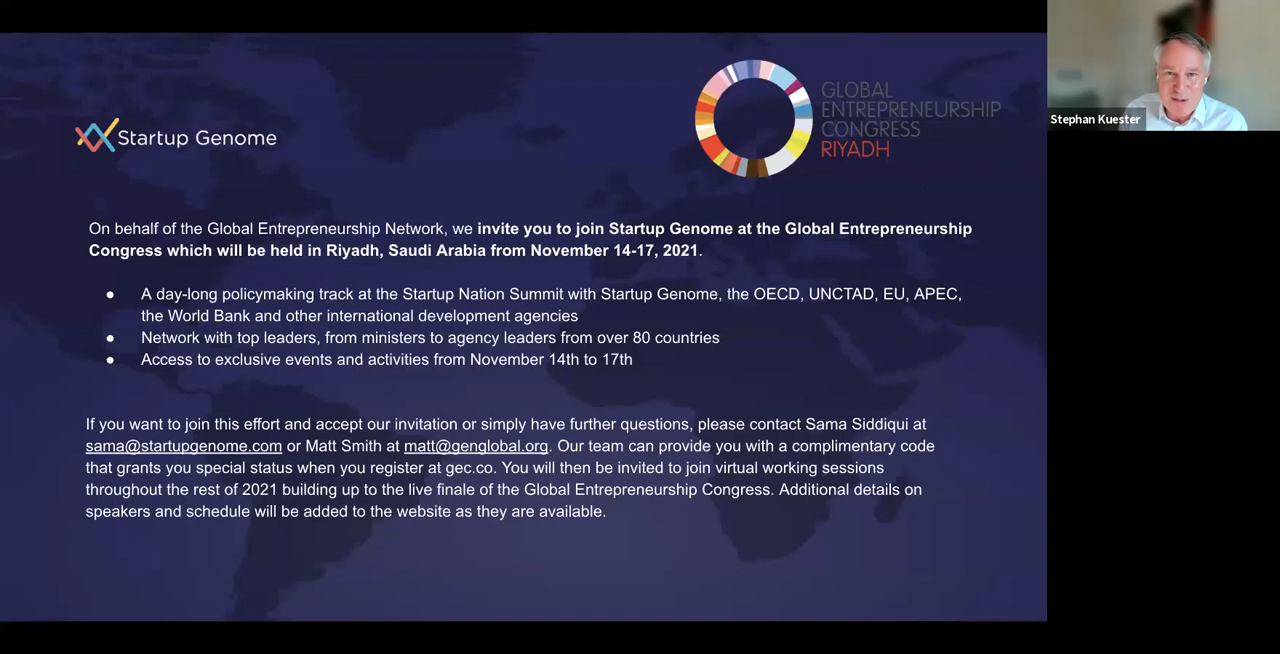 Startup Genome
GLOBAL
ENTREPRENEURSHIP
CONGRESS
RIYADH
Stephan Kuester
On behalf of the Global Entrepreneurship Network, we invite you to join Startup Genome at the Global Entrepreneurship
Congress which will be held in Riyadh, Saudi Arabia from November 14-17, 2021.
● A day-long policymaking track at the Startup Nation Summit with Startup Genome, the OECD, UNCTAD, EU, APEC,
the World Bank and other international development agencies
● Network with top leaders, from ministers to agency leaders from over 80 countries
● Access to exclusive events and activities from November 14th to 17th
If you want to join this effort and accept our invitation or simply have further questions, please contact Sama Siddiqui at
sama@startupgenome.com or Matt Smith at matt@genglobal.org. Our team can provide you with a complimentary code
that grants you special status when you register at gec.co. You will then be invited to join virtual working sessions
throughout the rest of 2021 building up to the live finale of the Global Entrepreneurship Congress. Additional details on
speakers and schedule will be added to the website as they are available.